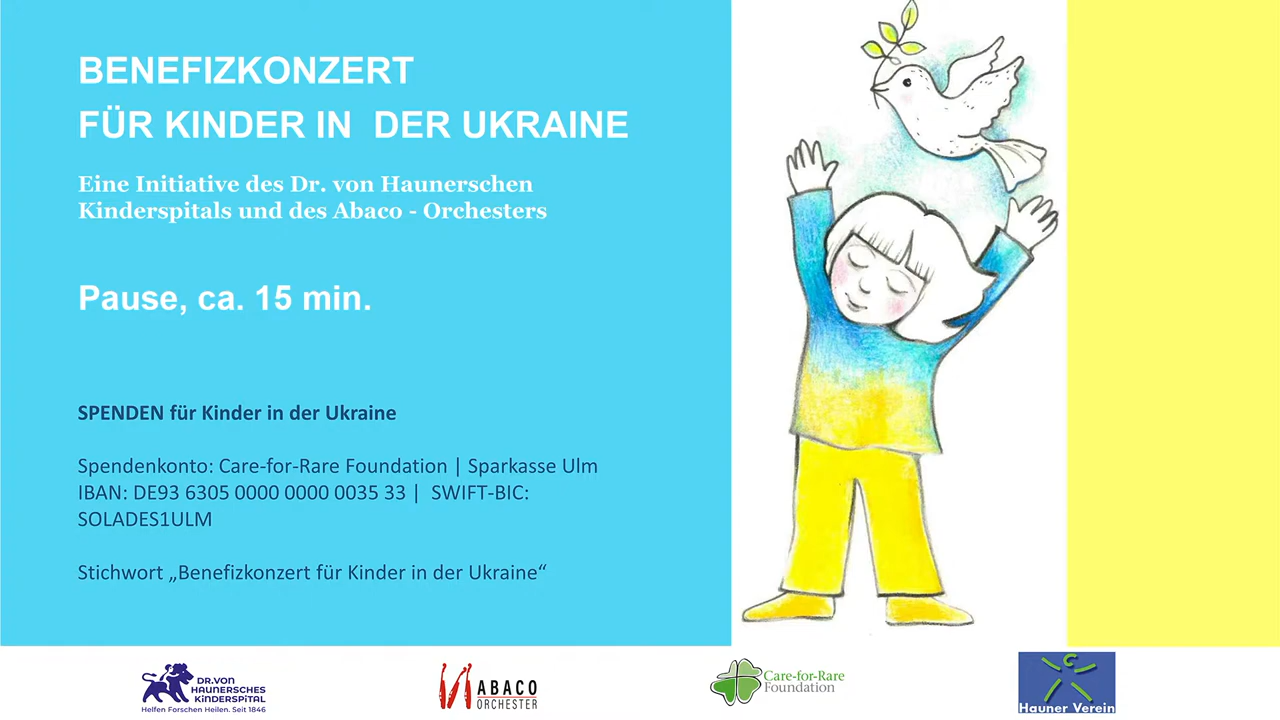 BENEFIZKONZERT
FÜR KINDER IN DER UKRAINE
Eine Initiative des Dr. von Haunerschen
Kinderspitals und des Abaco - Orchesters
Pause, ca. 15 min.
SPENDEN für Kinder in der Ukraine
Spendenkonto: Care-for-Rare Foundation | Sparkasse Ulm
IBAN: DE93 6305 0000 0000 0035 33 | SWIFT-BIC:
SOLADES1ULM
Stichwort „Benefizkonzert für Kinder in der Ukraine“
DR.VON
HAUNERSCHES
KINDERSPITAL
Helfen Forschen Heilen. Seit 1846
ABACO
ORCHESTER
Care-for-Rare
Foundation
Hauner Verein